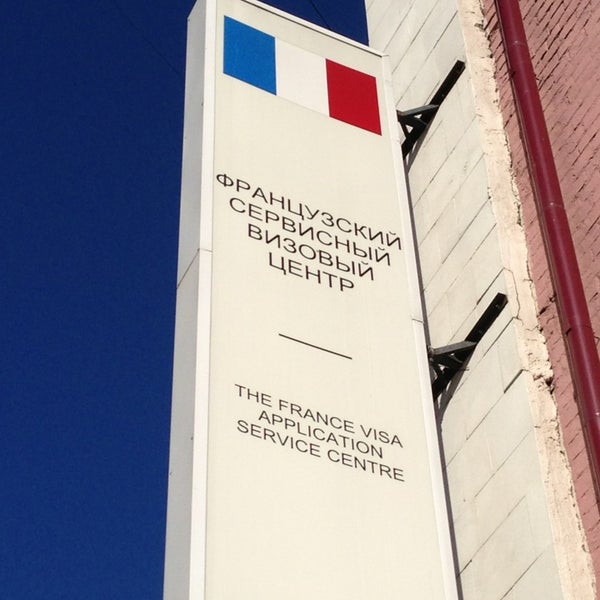 ФРАНЦУЗСКИЙ
СЕРВИСНЫЙ
ВИЗОВЫЙ
ЦЕНТР
THE FRANCE VISA
APPLICATION
SERVICE CENTRE